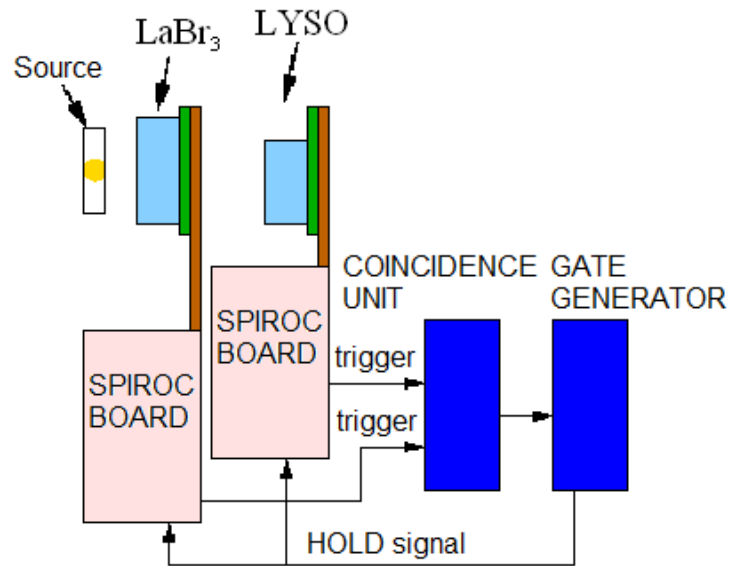 LaBr₃
LYSO
Source
COINCIDENCE
UNIT
GATE
GENERATOR
SPIROC
BOARD
trigger
SPIROC
BOARD
trigger
HOLD signal